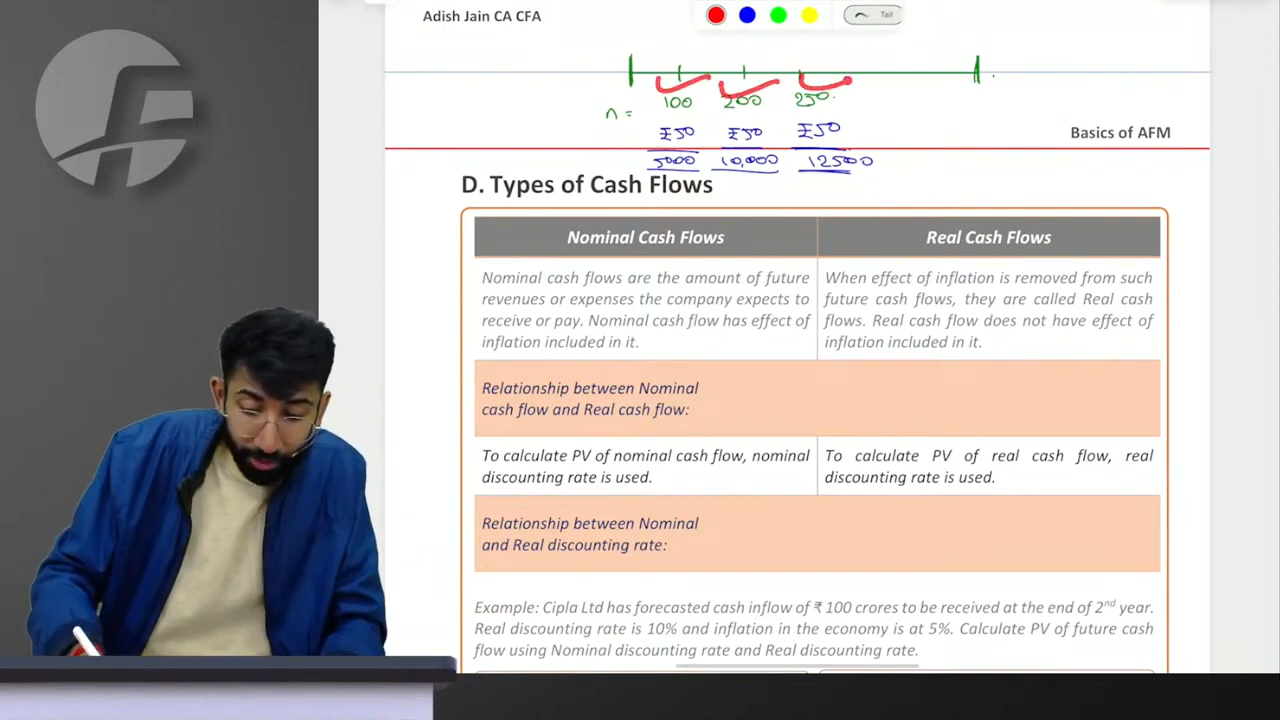 Adish Jain CA CFA
Tail
n = 100 200 250
₹50 ₹50 ₹50
5000 10,000 12500
Basics of AFM
D. Types of Cash Flows
Nominal Cash Flows
Real Cash Flows
Nominal cash flows are the amount of future
revenues or expenses the company expects to
receive or pay. Nominal cash flow has effect of
inflation included in it.
When effect of inflation is removed from such
future cash flows, they are called Real cash
flows. Real cash flow does not have effect of
inflation included in it.
Relationship between Nominal
cash flow and Real cash flow:
To calculate PV of nominal cash flow, nominal
discounting rate is used.
To calculate PV of real cash flow, real
discounting rate is used.
Relationship between Nominal
and Real discounting rate:
Example: Cipla Ltd has forecasted cash inflow of ₹ 100 crores to be received at the end of 2nd year.
Real discounting rate is 10% and inflation in the economy is at 5%. Calculate PV of future cash
flow using Nominal discounting rate and Real discounting rate.